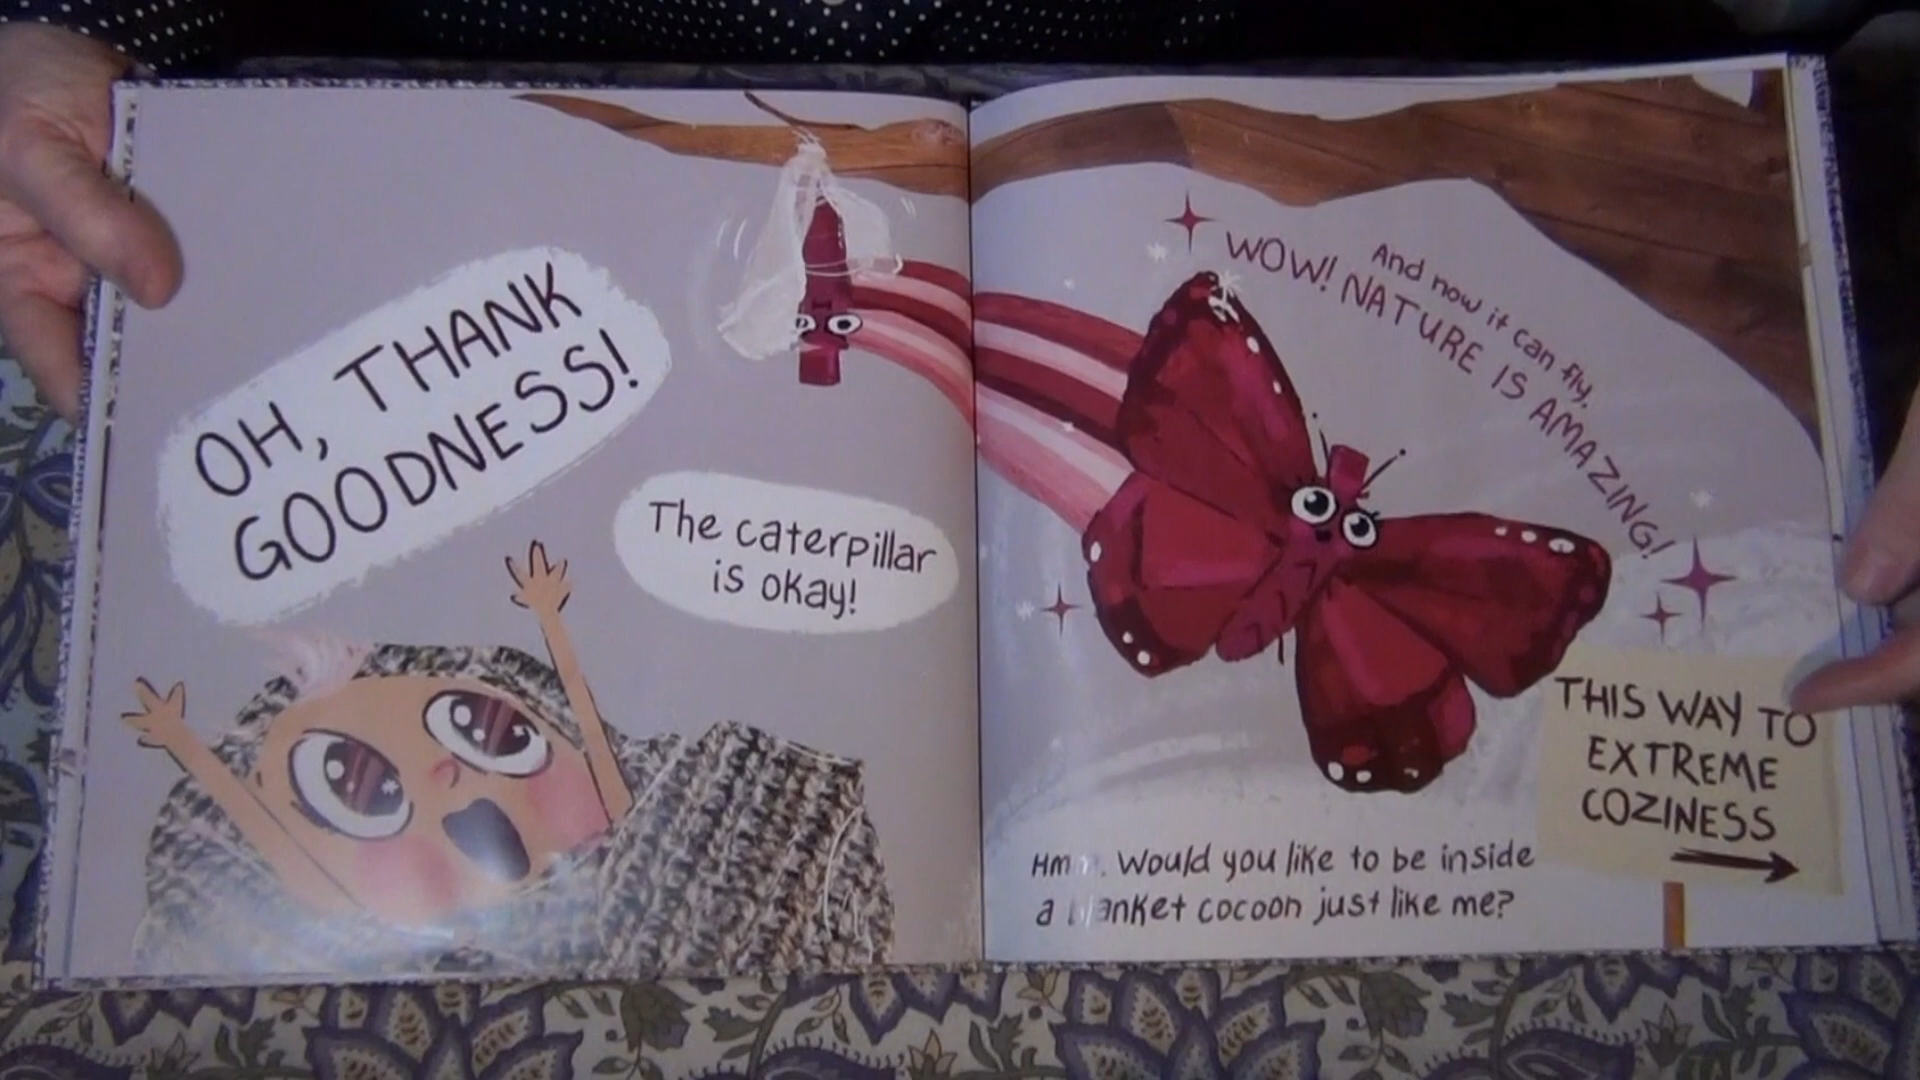 OH, THANK
GOODNESS!
The caterpillar
is okay!
And now it can fly.
WOW! NATURE IS AMAZING!
THIS WAY TO
EXTREME
COZINESS
Would you like to be inside
a blanket cocoon just like me?